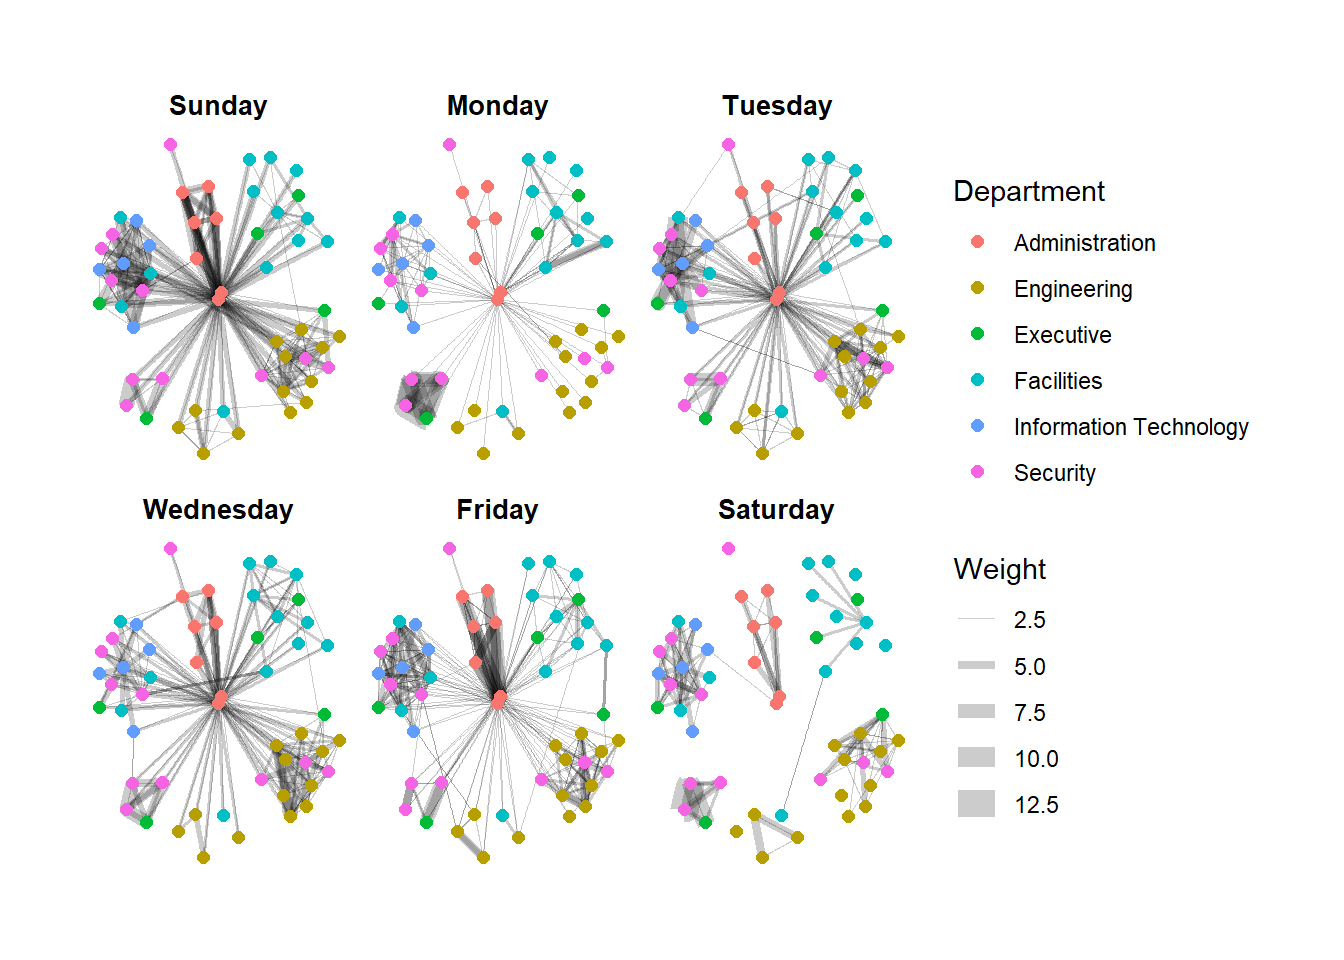 Sunday
Monday
Tuesday
Wednesday
Friday
Saturday
Department
Administration
Engineering
Executive
Facilities
Information Technology
Security
Weight
2.5
5.0
7.5
10.0
12.5